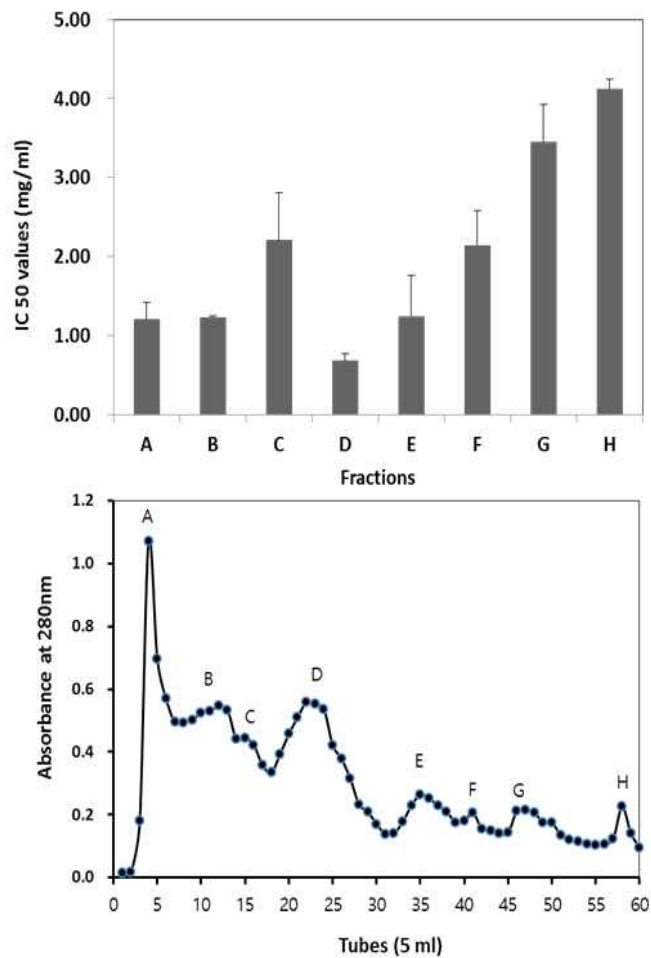 5.00
4.00
3.00
2.00
1.00
0.00
IC 50 values (mg/ml)
A B C D E F G H
Fractions
1.2
1.0
0.8
0.6
0.4
0.2
0.0
Absorbance at 280nm
A
B
C
D
E
F
G
H
0 5 10 15 20 25 30 35 40 45 50 55 60
Tubes (5 ml)